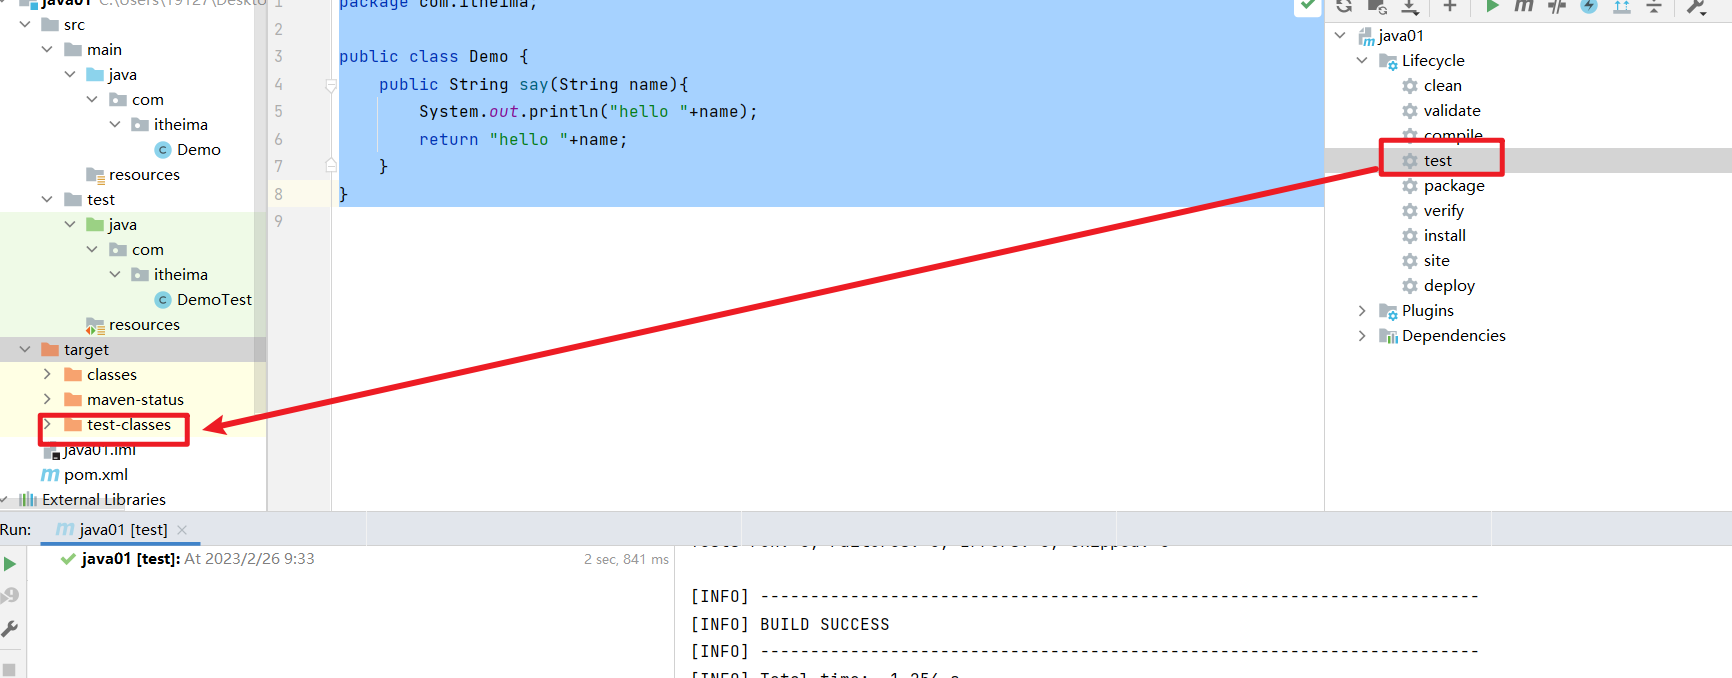 java01 C:\Users\19127\Deskto
src
main
java
com
itheima
Demo
resources
test
java
com
itheima
DemoTest
resources
target
classes
maven-status
test-classes
java01.iml
pom.xml
External Libraries
1 package com.itheima;
2
3 public class Demo {
4 public String say(String name){
5 System.out.println("hello "+name);
6 return "hello "+name;
7 }
8 }
9
java01
Lifecycle
clean
validate
compile
test
package
verify
install
site
deploy
Plugins
Dependencies
Run: java01 [test]
java01 [test]: At 2023/2/26 9:33 2 sec, 841 ms
[INFO] ------------------------------------------------------------------------
[INFO] BUILD SUCCESS
[INFO] ------------------------------------------------------------------------
[INFO] Total time: